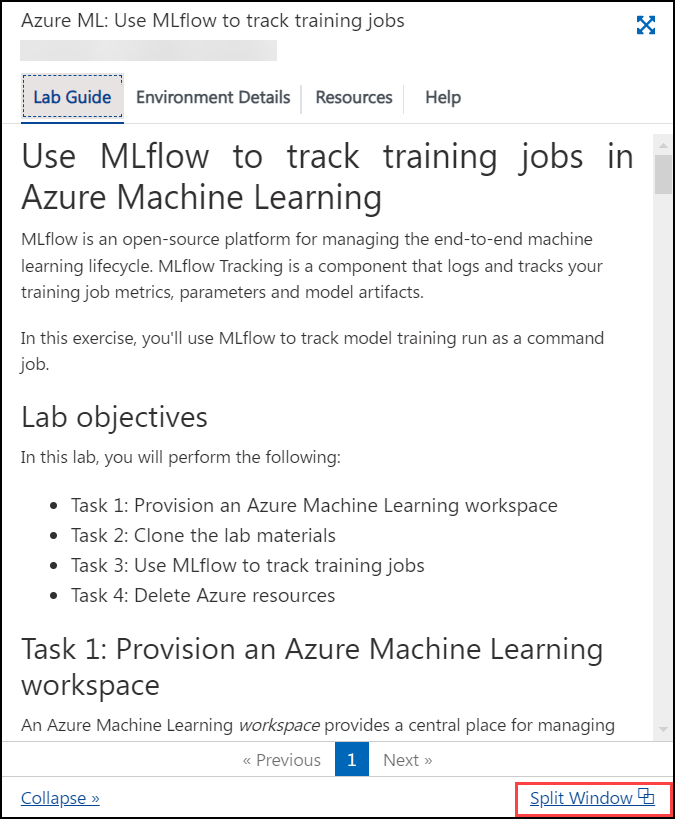 Azure ML: Use MLflow to track training jobs
Lab Guide
Environment Details
Resources
Help
Use MLflow to track training jobs in
Azure Machine Learning
MLflow is an open-source platform for managing the end-to-end machine
learning lifecycle. MLflow Tracking is a component that logs and tracks your
training job metrics, parameters and model artifacts.
In this exercise, you'll use MLflow to track model training run as a command
job.
Lab objectives
In this lab, you will perform the following:
• Task 1: Provision an Azure Machine Learning workspace
• Task 2: Clone the lab materials
• Task 3: Use MLflow to track training jobs
• Task 4: Delete Azure resources
Task 1: Provision an Azure Machine Learning
workspace
An Azure Machine Learning workspace provides a central place for managing
« Previous 1 Next »
Collapse »
Split Window